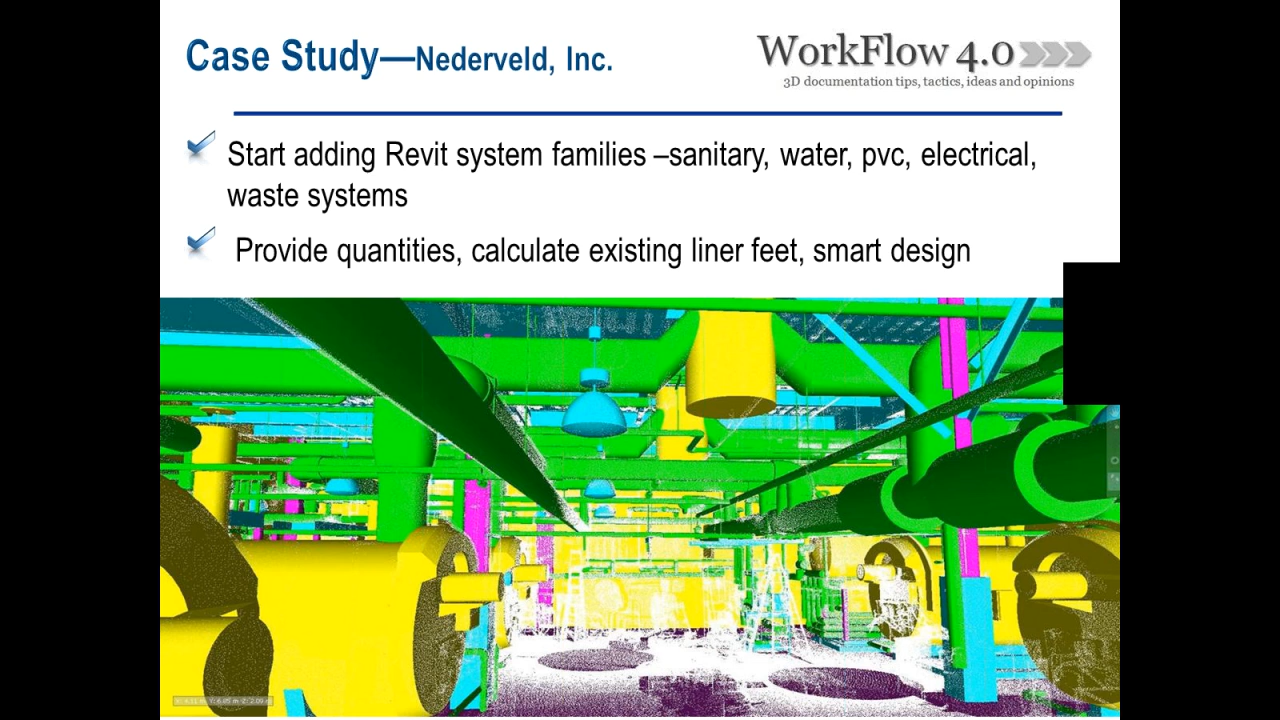 Case Study—Nederveld, Inc.
WorkFlow 4.0
3D documentation tips, tactics, ideas and opinions
Start adding Revit system families –sanitary, water, pvc, electrical,
waste systems
Provide quantities, calculate existing liner feet, smart design